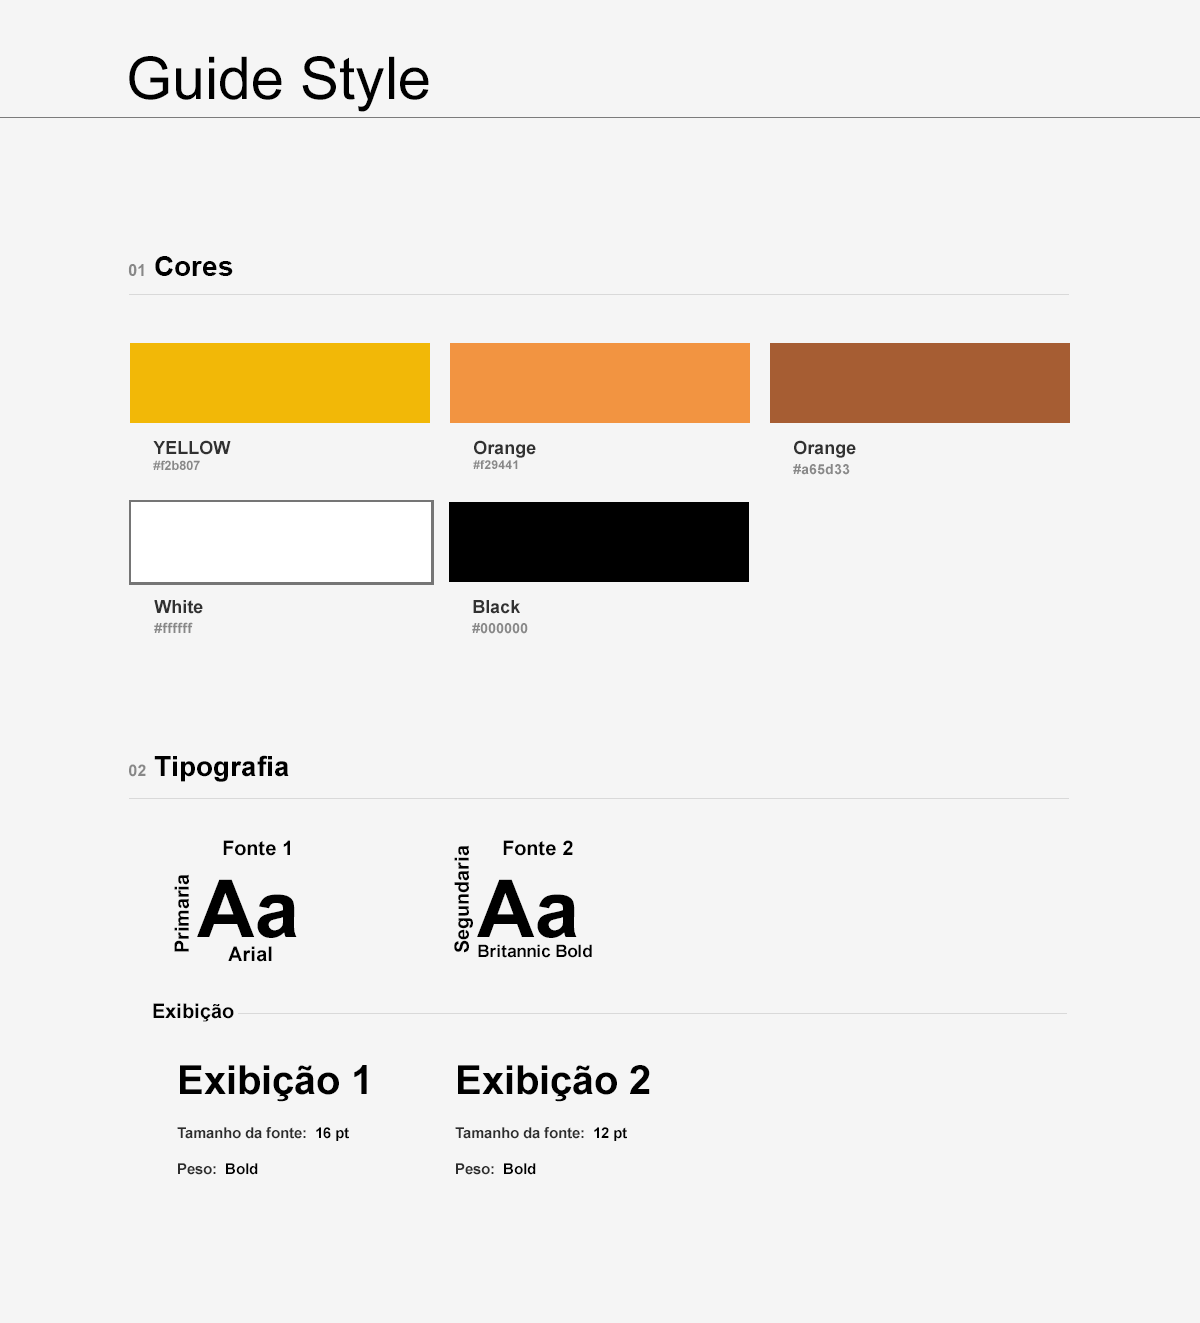 Guide Style
01 Cores
YELLOW
#f2b807
Orange
#f29441
Orange
#a65d33
White
#ffffff
Black
#000000
02 Tipografia
Fonte 1
Primaria
Aa
Arial
Fonte 2
Segundaria
Aa
Britannic Bold
Exibição
Exibição 1
Tamanho da fonte: 16 pt
Peso: Bold
Exibição 2
Tamanho da fonte: 12 pt
Peso: Bold